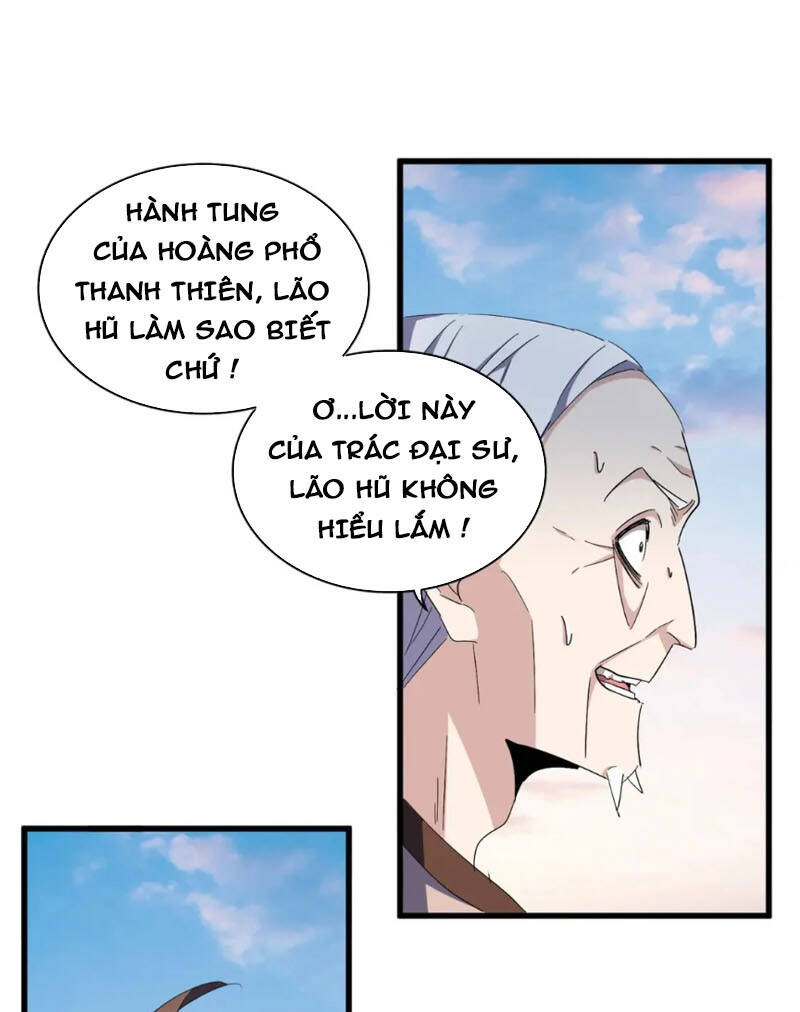 HÀNH TUNG
CỦA HOÀNG PHỔ
THANH THIÊN, LÃO
HŨ LÀM SAO BIẾT
CHỨ !
Ơ...LỜI NÀY
CỦA TRÁC ĐẠI SƯ,
LÃO HŨ KHÔNG
HIỂU LẮM !